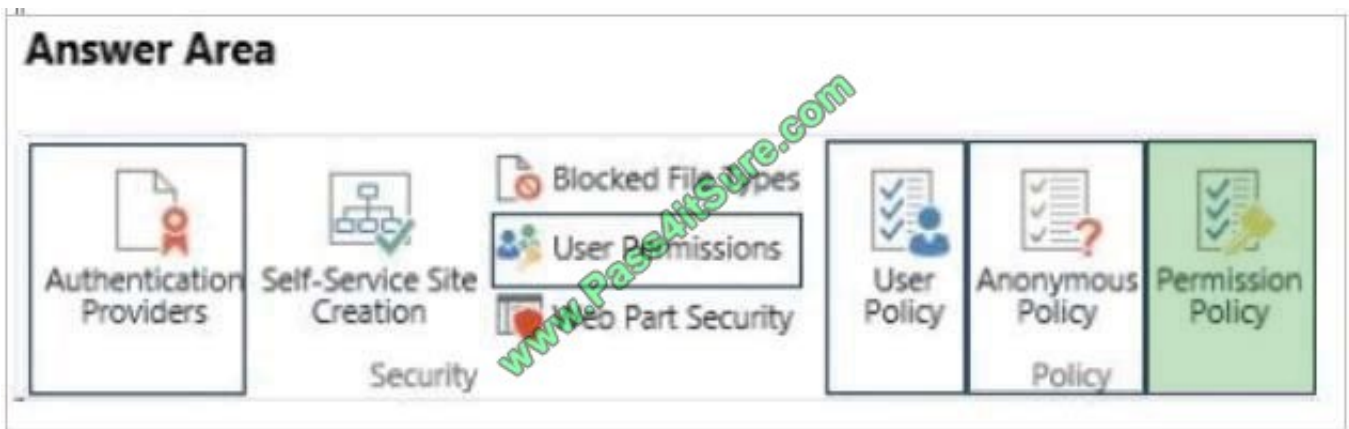 Answer Area
Authentication
Providers
Self-Service Site
Creation
Blocked File Types
User Permissions
Web Part Security
Security
User
Policy
Anonymous
Policy
Permission
Policy
Policy
www.Pass4itSure.com